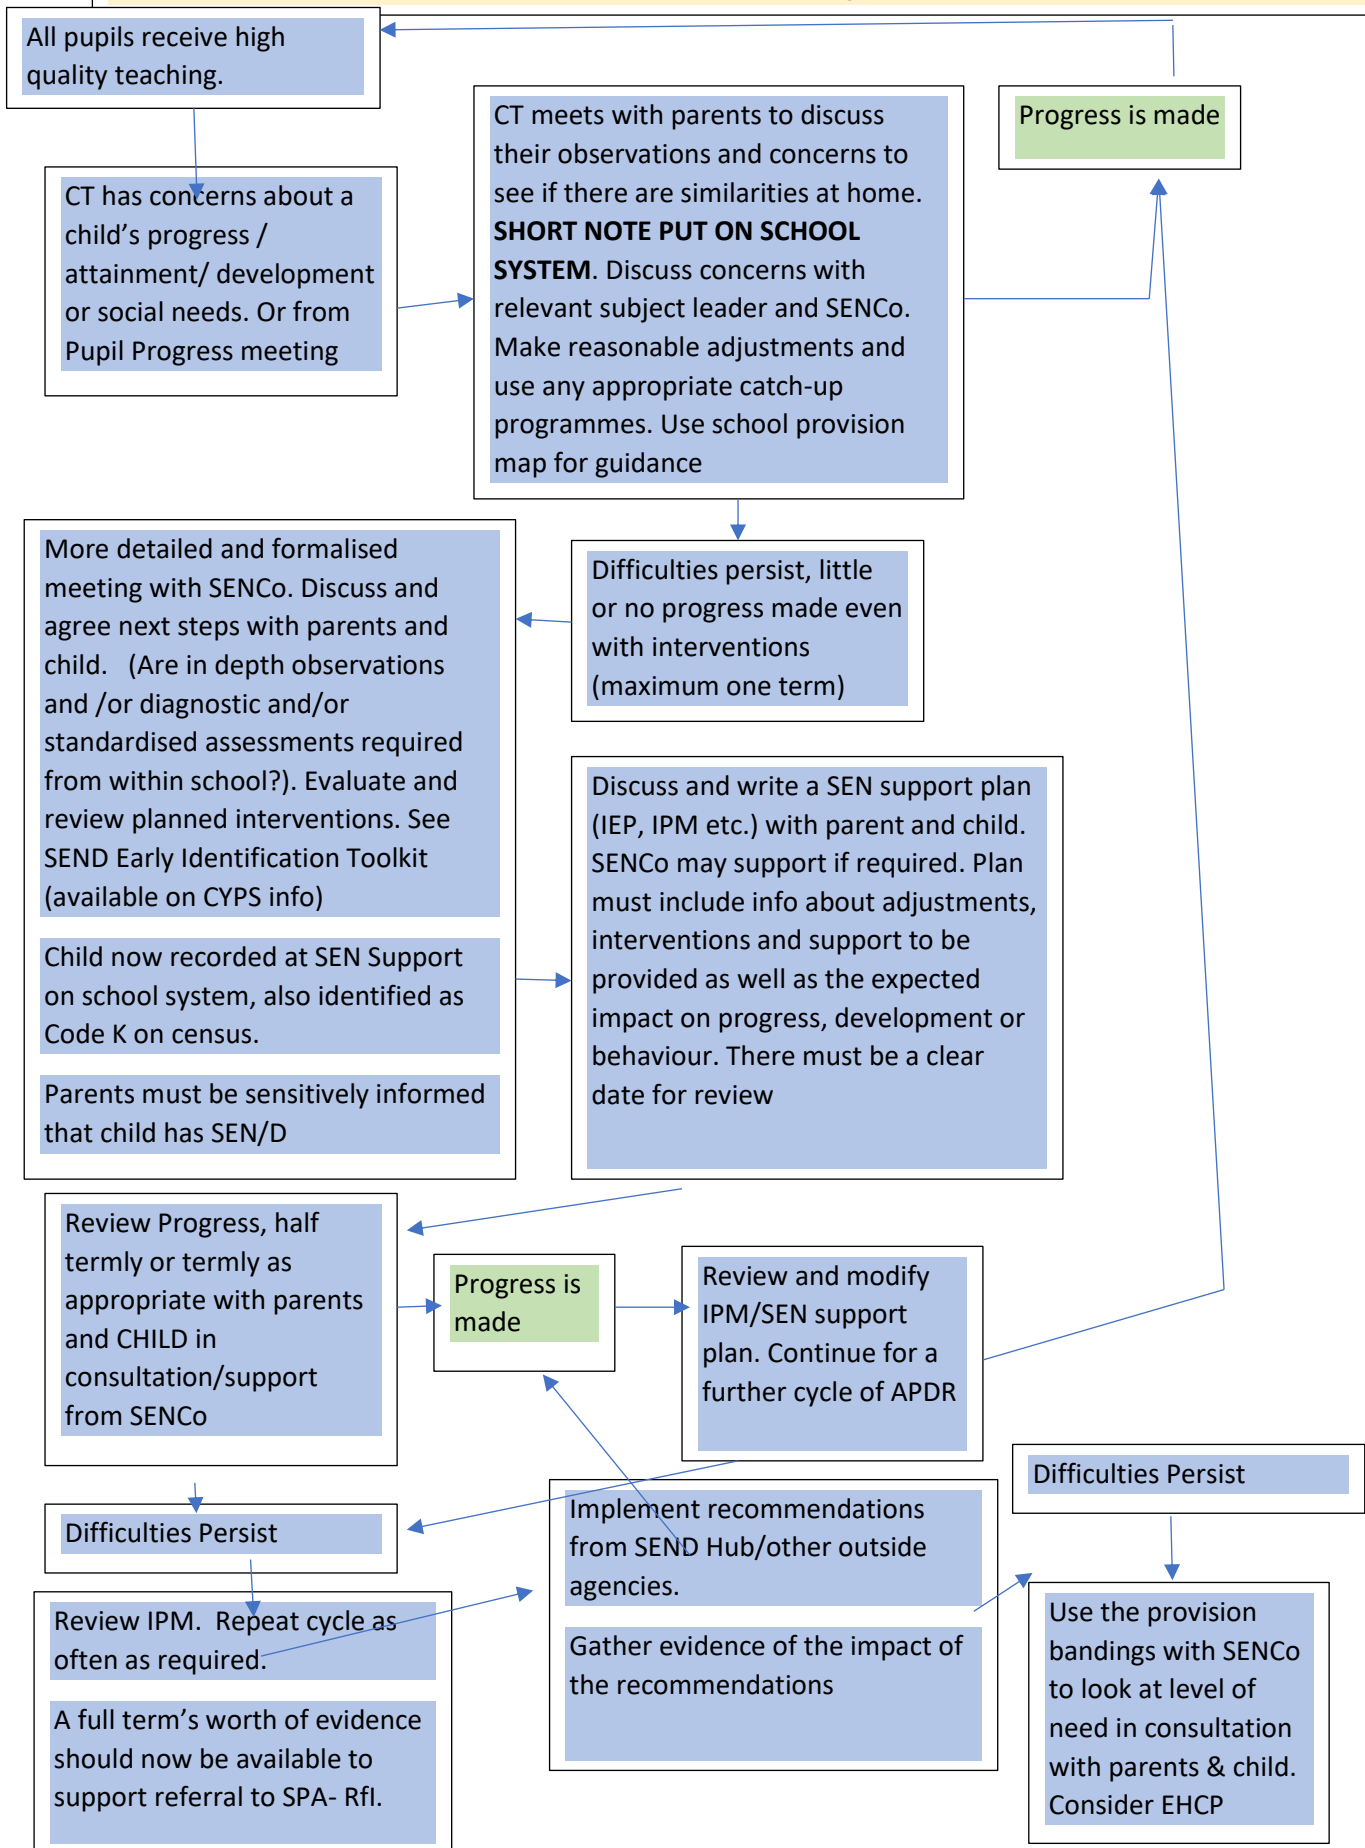 All pupils receive high
quality teaching.
CT has concerns about a
child’s progress /
attainment/ development
or social needs. Or from
Pupil Progress meeting
CT meets with parents to discuss
their observations and concerns to
see if there are similarities at home.
SHORT NOTE PUT ON SCHOOL
SYSTEM. Discuss concerns with
relevant subject leader and SENCo.
Make reasonable adjustments and
use any appropriate catch-up
programmes. Use school provision
map for guidance
Progress is made
Difficulties persist, little
or no progress made even
with interventions
(maximum one term)
More detailed and formalised
meeting with SENCo. Discuss and
agree next steps with parents and
child.   (Are in depth observations
and /or diagnostic and/or
standardised assessments required
from within school?). Evaluate and
review planned interventions. See
SEND Early Identification Toolkit
(available on CYPS info)
Child now recorded at SEN Support
on school system, also identified as
Code K on census.
Parents must be sensitively informed
that child has SEN/D
Discuss and write a SEN support plan
(IEP, IPM etc.) with parent and child.
SENCo may support if required. Plan
must include info about adjustments,
interventions and support to be
provided as well as the expected
impact on progress, development or
behaviour. There must be a clear
date for review
Review Progress, half
termly or termly as
appropriate with parents
and CHILD in
consultation/support
from SENCo
Progress is
made
Review and modify
IPM/SEN support
plan. Continue for a
further cycle of APDR
Difficulties Persist
Review IPM.  Repeat cycle as
often as required.
A full term’s worth of evidence
should now be available to
support referral to SPA- RfI.
Implement recommendations
from SEND Hub/other outside
agencies.
Gather evidence of the impact of
the recommendations
Difficulties Persist
Use the provision
bandings with SENCo
to look at level of
need in consultation
with parents & child.
Consider EHCP